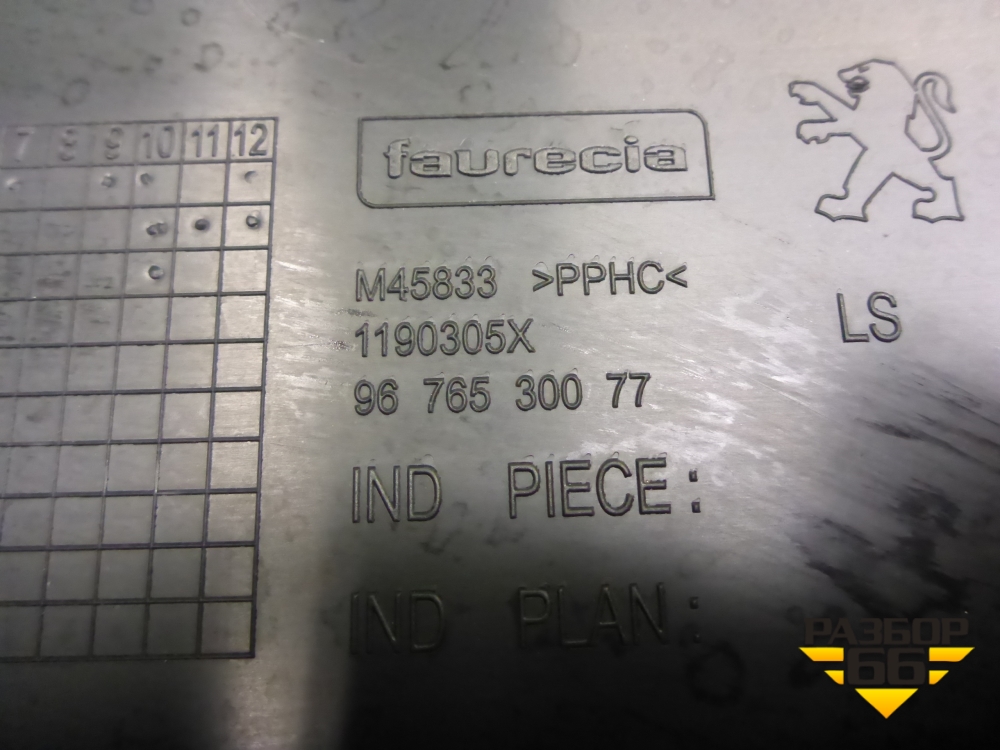 7 8 9 10 11 12
faurecia
M45833 >PPHC<
1190305X
LS
96 765 300 77
IND PIECE :
IND PLAN :
РАЗБОР
66